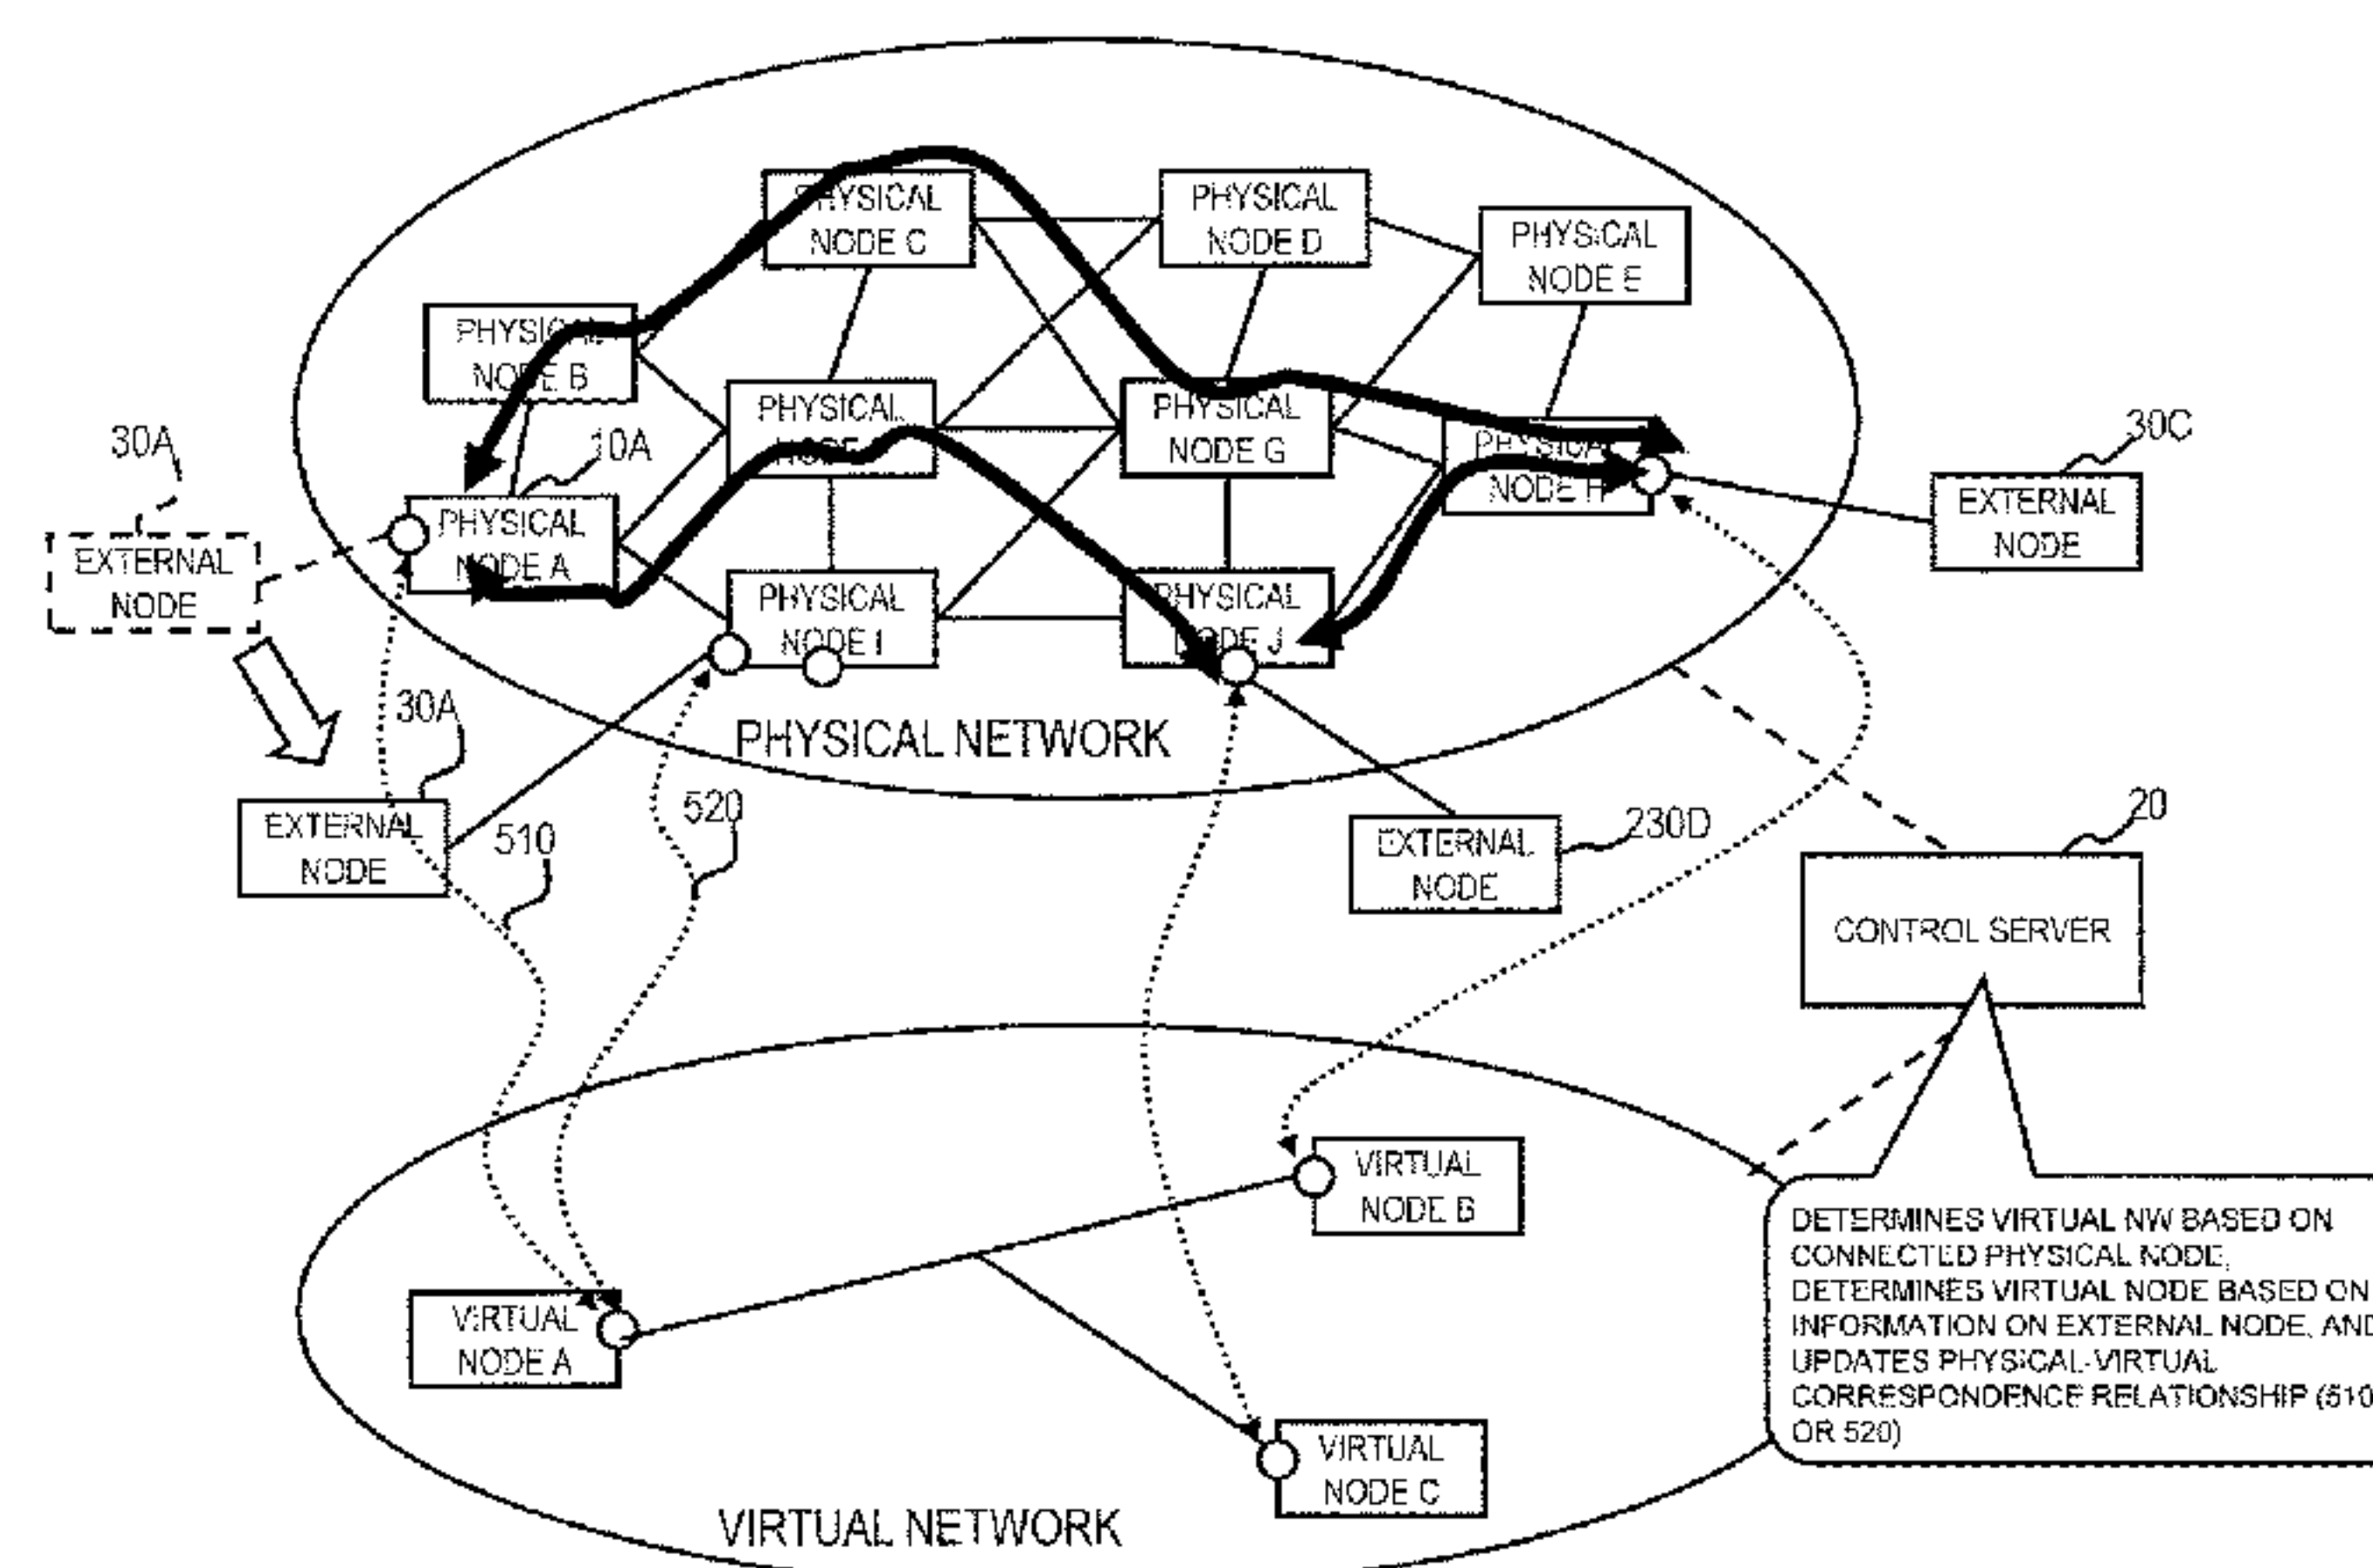 PHYSICAL
NODE C
PHYSICAL
NODE D
PHYSICAL
NODE E
PHYSICAL
NODE B
PHYSICAL
NODE
PHYSICAL
NODE G
PHYSICAL
NODE H
30A
10A
30C
PHYSICAL
NODE A
EXTERNAL
NODE
EXTERNAL
NODE
PHYSICAL
NODE I
PHYSICAL
NODE J
30A
PHYSICAL NETWORK
520
510
EXTERNAL
NODE
EXTERNAL
NODE
230D
20
CONTROL SERVER
VIRTUAL
NODE B
VIRTUAL
NODE A
VIRTUAL
NODE C
DETERMINES VIRTUAL NW BASED ON
CONNECTED PHYSICAL NODE,
DETERMINES VIRTUAL NODE BASED ON
INFORMATION ON EXTERNAL NODE, AND
UPDATES PHYSICAL-VIRTUAL
CORRESPONDENCE RELATIONSHIP (510
OR 520)
VIRTUAL NETWORK